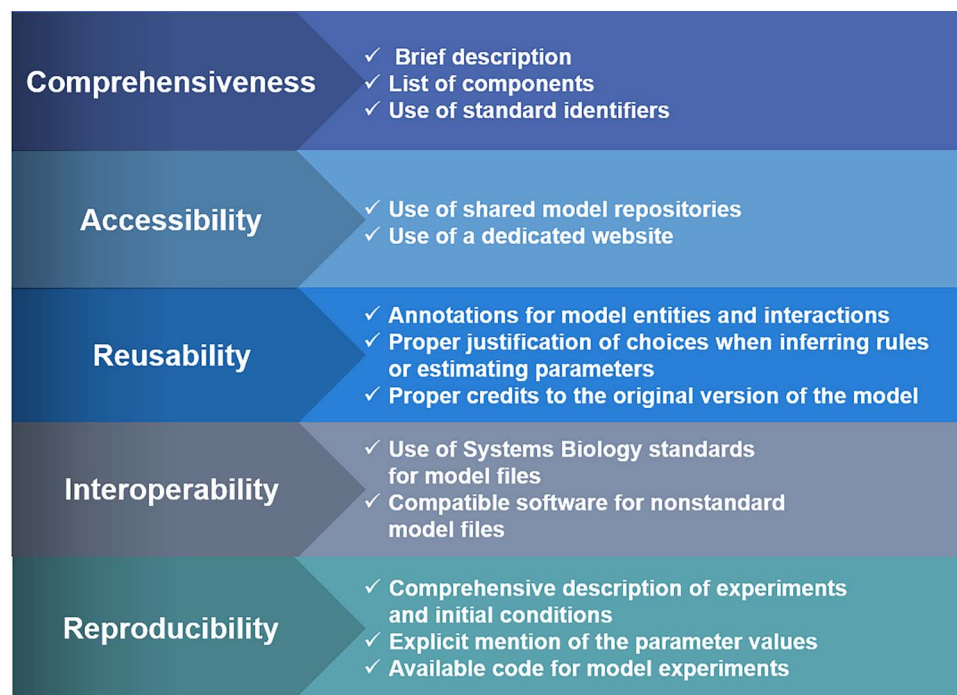 Comprehensiveness
✓ Brief description
✓ List of components
✓ Use of standard identifiers
Accessibility
✓ Use of shared model repositories
✓ Use of a dedicated website
Reusability
✓ Annotations for model entities and interactions
✓ Proper justification of choices when inferring rules
or estimating parameters
✓ Proper credits to the original version of the model
Interoperability
✓ Use of Systems Biology standards
for model files
✓ Compatible software for nonstandard
model files
Reproducibility
✓ Comprehensive description of experiments
and initial conditions
✓ Explicit mention of the parameter values
✓ Available code for model experiments